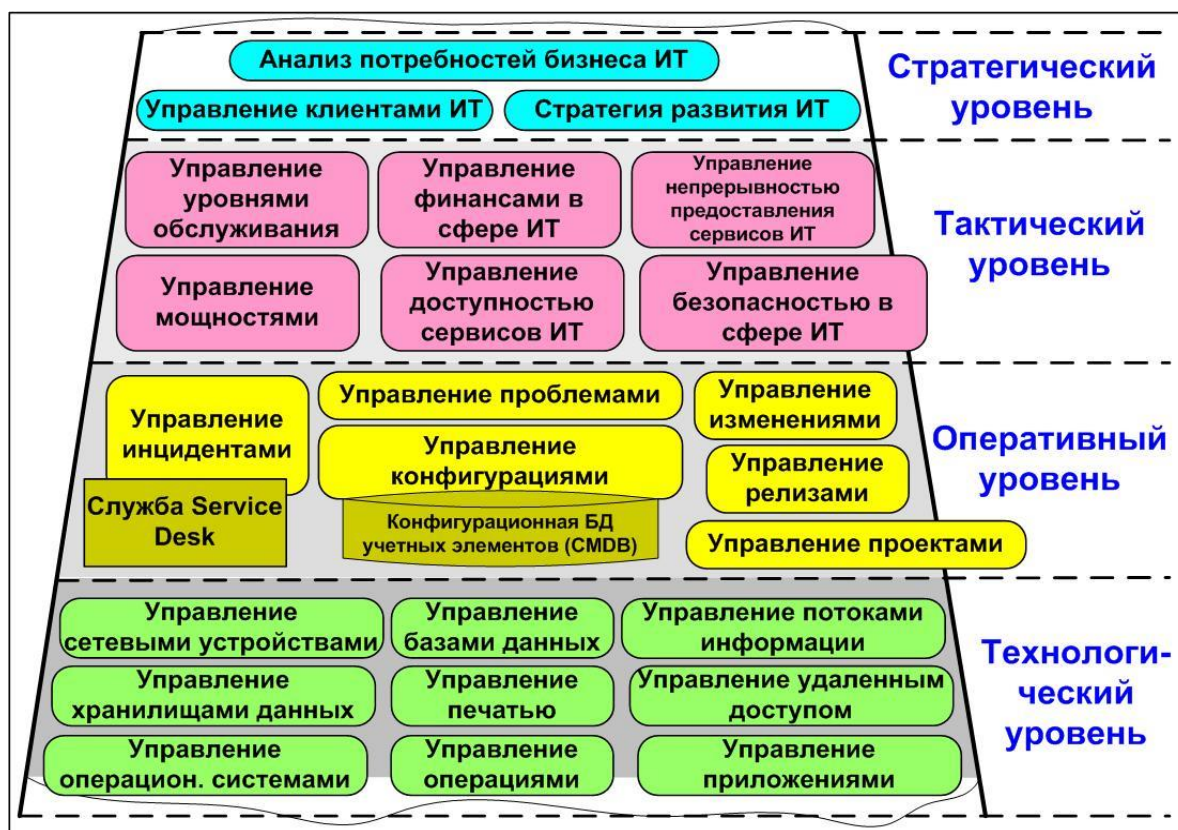 Анализ потребностей бизнеса ИТ
Управление клиентами ИТ
Стратегия развития ИТ
Стратегический
уровень
Управление
уровнями
обслуживания
Управление
финансами в
сфере ИТ
Управление
непрерывностью
предоставления
сервисов ИТ
Управление
мощностями
Управление
доступностью
сервисов ИТ
Управление
безопасностью в
сфере ИТ
Тактический
уровень
Управление
инцидентами
Служба Service
Desk
Управление проблемами
Управление
конфигурациями
Конфигурационная БД
учетных элементов (CMDB)
Управление
изменениями
Управление
релизами
Управление проектами
Оперативный
уровень
Управление
сетевыми устройствами
Управление
базами данных
Управление потоками
информации
Управление
хранилищами данных
Управление
печатью
Управление удаленным
доступом
Управление
операцион. системами
Управление
операциями
Управление
приложениями
Технологи-
ческий
уровень